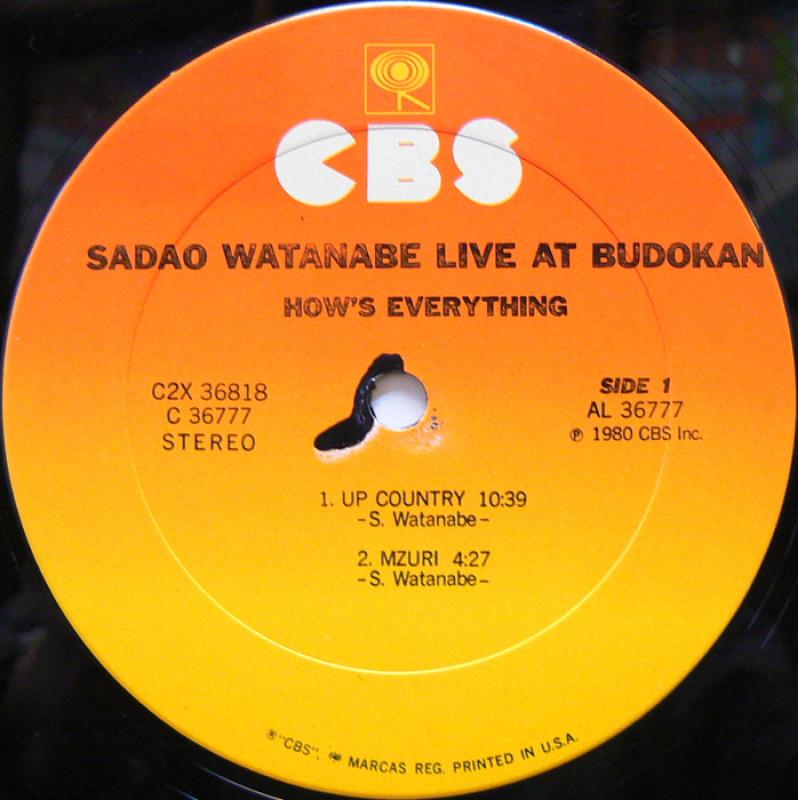 CBS
SADAO WATANABE LIVE AT BUDOKAN
HOW'S EVERYTHING
C2X 36818
C 36777
STEREO
SIDE 1
AL 36777
℗ 1980 CBS Inc.
1. UP COUNTRY 10:39
-S. Watanabe-
2. MZURI 4:27
-S. Watanabe-
® "CBS", MARCAS REG. PRINTED IN U.S.A.